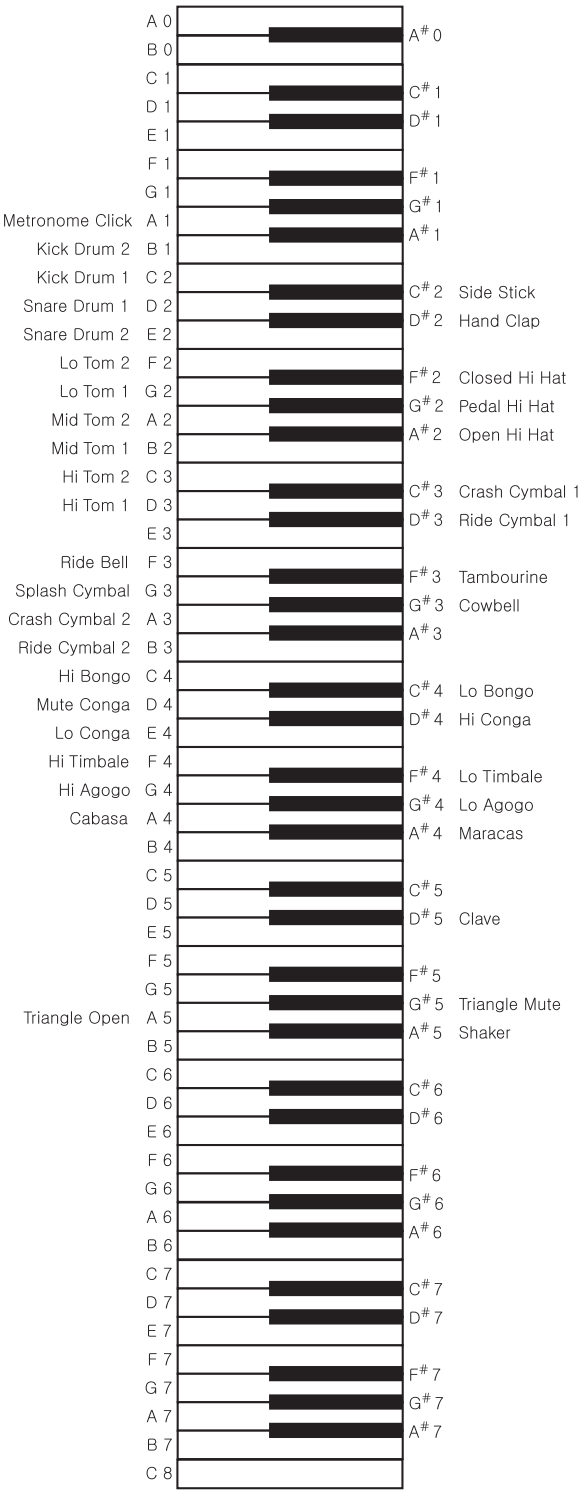 A 0
A# 0
B 0
C 1
C# 1
D 1
D# 1
E 1
F 1
F# 1
G 1
G# 1
Metronome Click A 1
A# 1
Kick Drum 2 B 1
Kick Drum 1 C 2
C# 2 Side Stick
Snare Drum 1 D 2
D# 2 Hand Clap
Snare Drum 2 E 2
Lo Tom 2 F 2
F# 2 Closed Hi Hat
Lo Tom 1 G 2
G# 2 Pedal Hi Hat
Mid Tom 2 A 2
A# 2 Open Hi Hat
Mid Tom 1 B 2
Hi Tom 2 C 3
C# 3 Crash Cymbal 1
Hi Tom 1 D 3
D# 3 Ride Cymbal 1
E 3
Ride Bell F 3
F# 3 Tambourine
Splash Cymbal G 3
G# 3 Cowbell
Crash Cymbal 2 A 3
A# 3
Ride Cymbal 2 B 3
Hi Bongo C 4
C# 4 Lo Bongo
Mute Conga D 4
D# 4 Hi Conga
Lo Conga E 4
Hi Timbale F 4
F# 4 Lo Timbale
Hi Agogo G 4
G# 4 Lo Agogo
Cabasa A 4
A# 4 Maracas
B 4
C 5
C# 5
D 5
D# 5 Clave
E 5
F 5
F# 5
G 5
G# 5 Triangle Mute
Triangle Open A 5
A# 5 Shaker
B 5
C 6
C# 6
D 6
D# 6
E 6
F 6
F# 6
G 6
G# 6
A 6
A# 6
B 6
C 7
C# 7
D 7
D# 7
E 7
F 7
F# 7
G 7
G# 7
A 7
A# 7
B 7
C 8